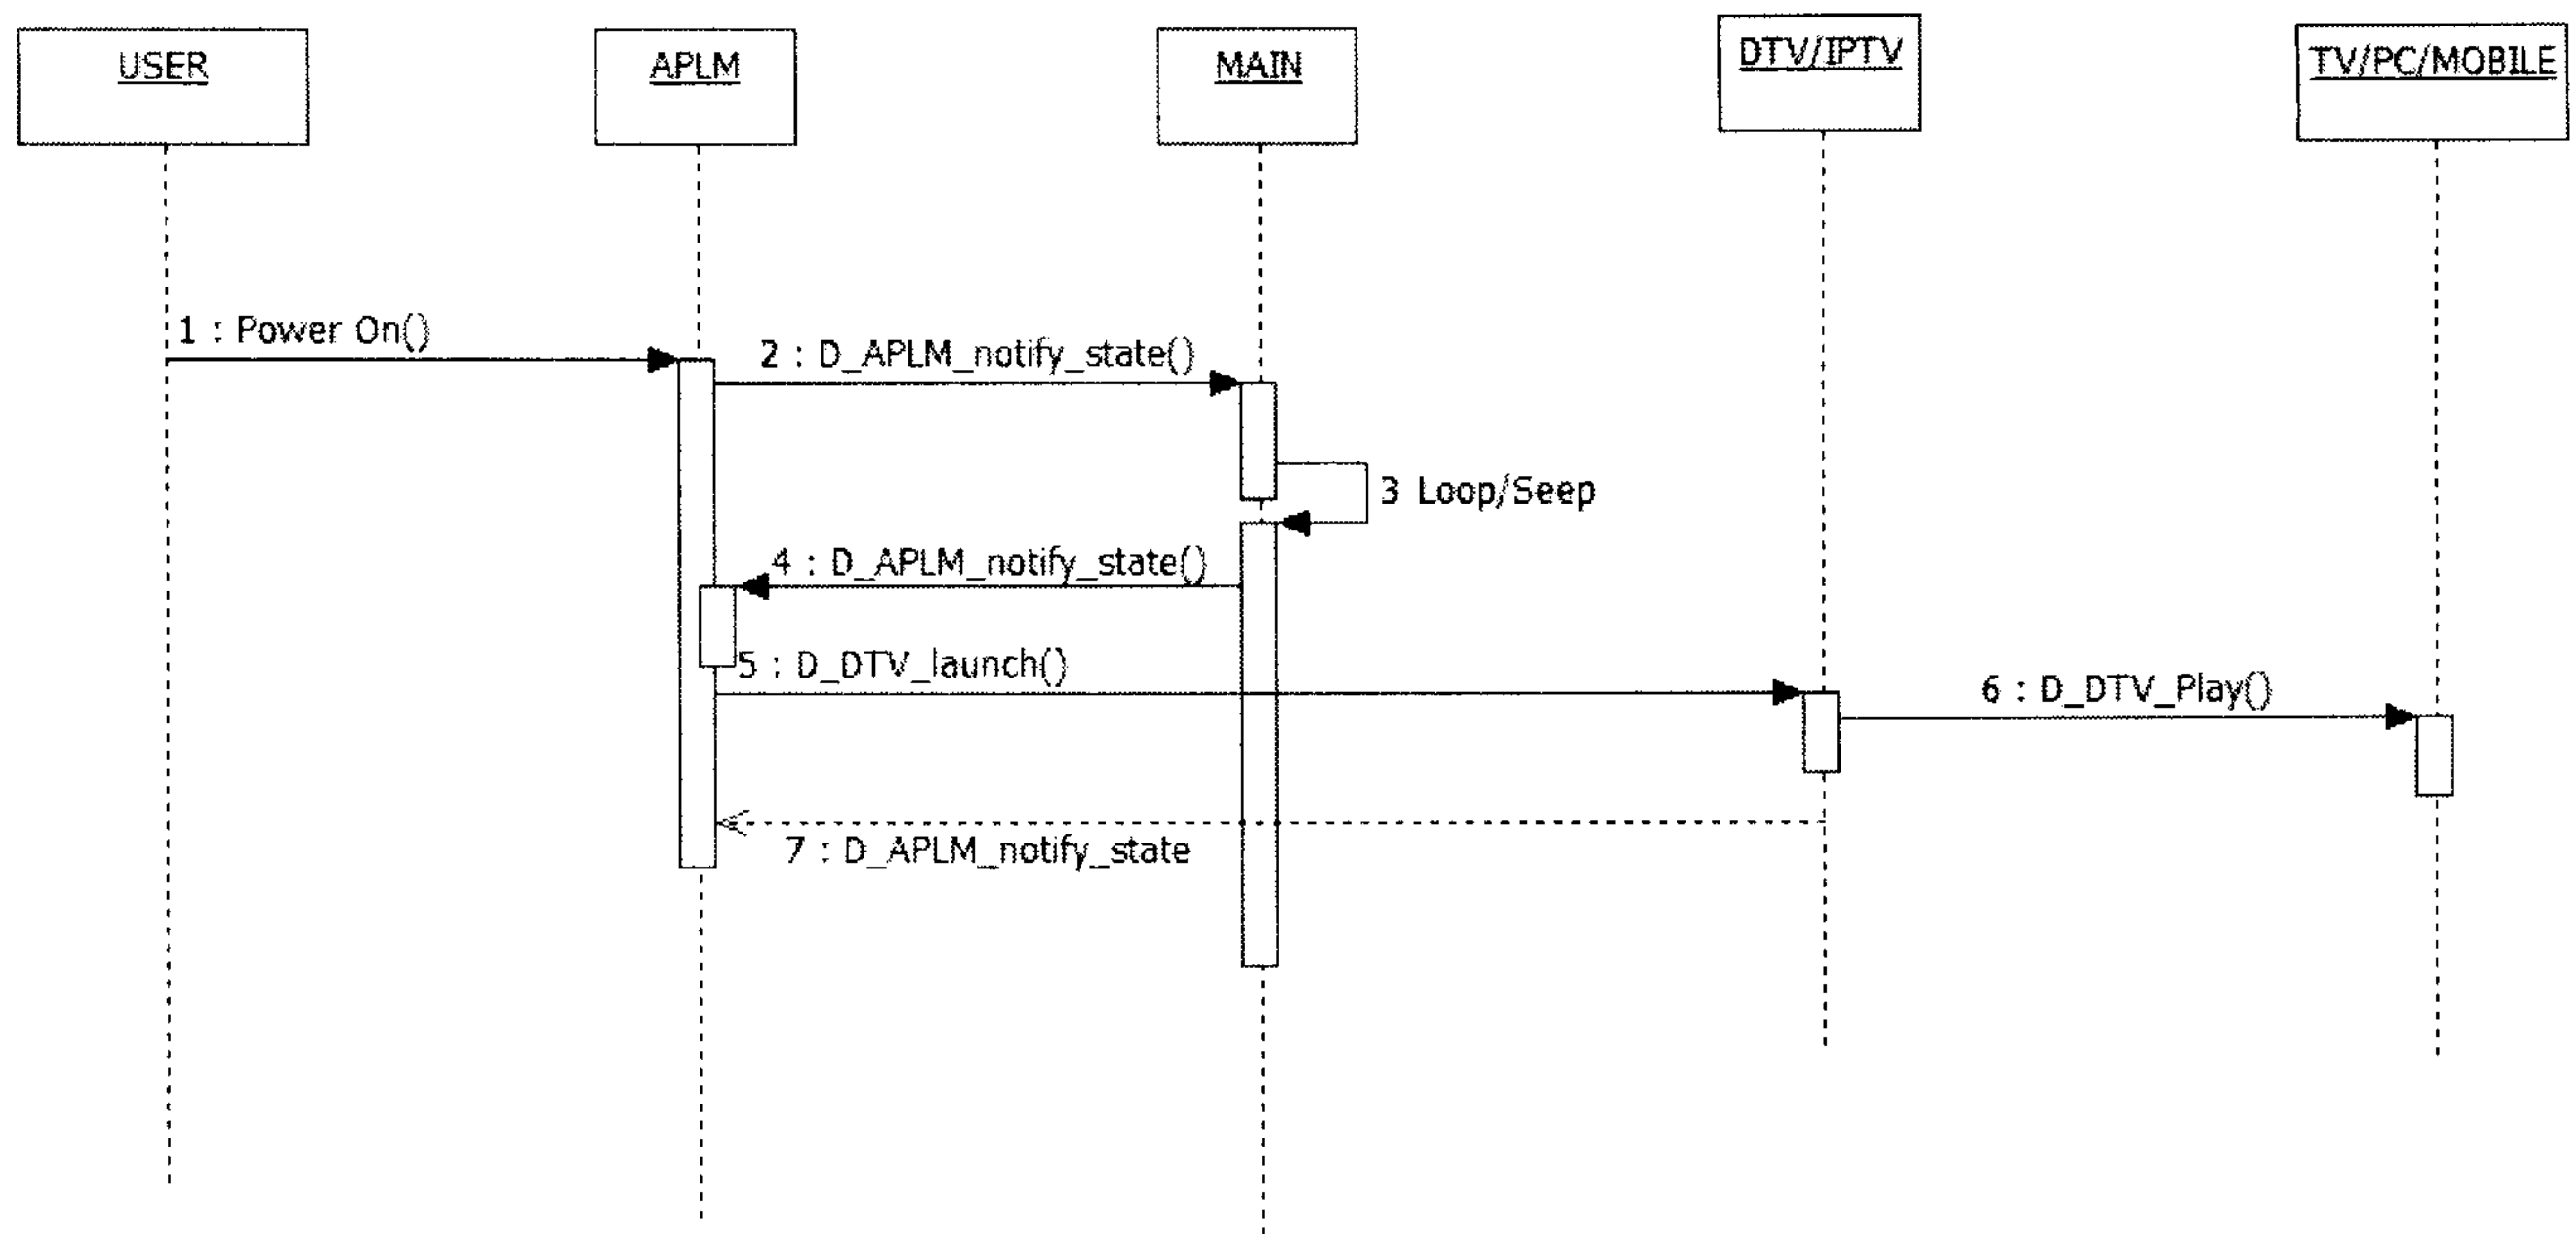 USER
APLM
MAIN
DTV/IPTV
TV/PC/MOBILE
1 : Power On()
2 : D_APLM_notify_state()
3 Loop/Seep
4 : D_APLM_notify_state()
5 : D_DTV_launch()
6 : D_DTV_Play()
7 : D_APLM_notify_state